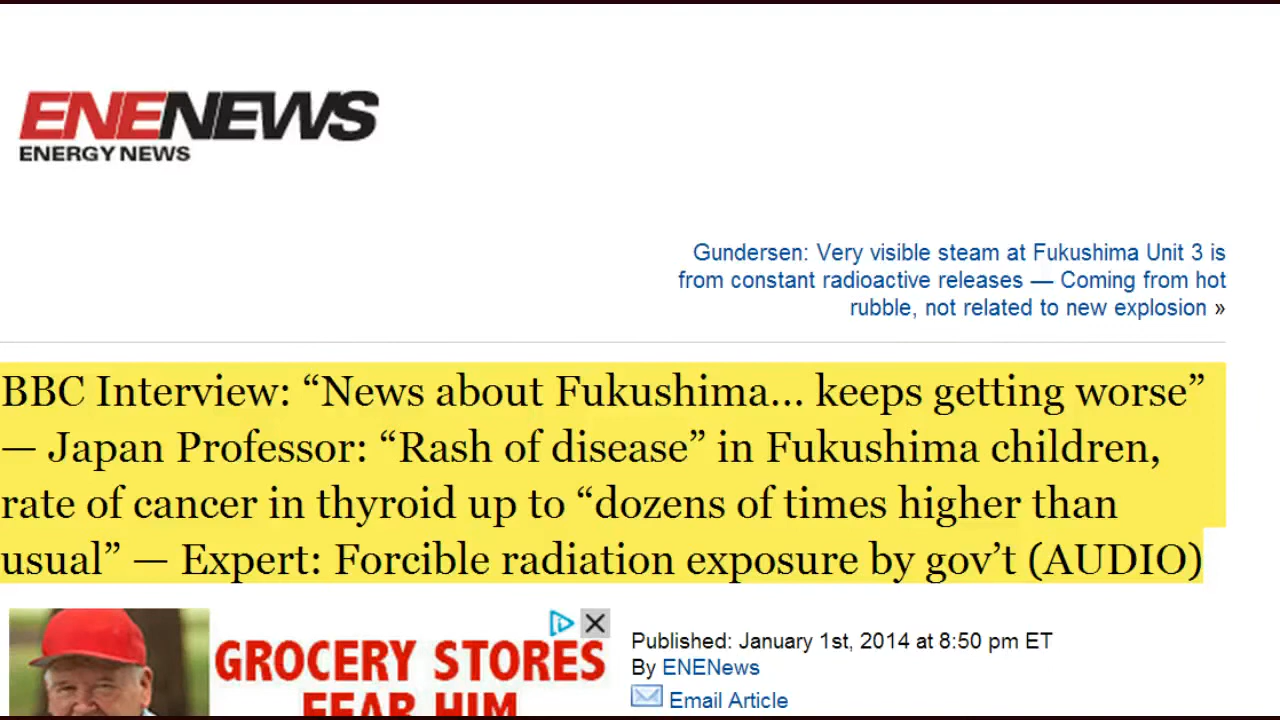 ENENEWS
ENERGY NEWS
Gundersen: Very visible steam at Fukushima Unit 3 is
from constant radioactive releases — Coming from hot
rubble, not related to new explosion »
BBC Interview: “News about Fukushima... keeps getting worse”
— Japan Professor: “Rash of disease” in Fukushima children,
rate of cancer in thyroid up to “dozens of times higher than
usual” — Expert: Forcible radiation exposure by gov’t (AUDIO)
GROCERY STORES
FEAR HIM
Published: January 1st, 2014 at 8:50 pm ET
By ENENews
Email Article